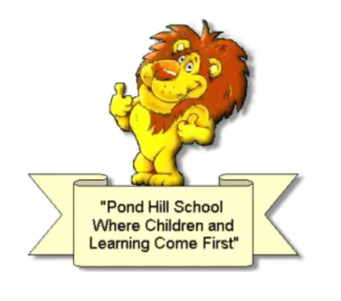 "Pond Hill School
Where Children and
Learning Come First"